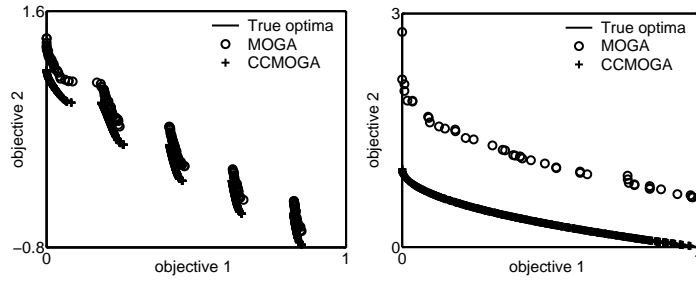 1.6
True optima
MOGA
CCMOGA
objective 2
−0.8
0
objective 1
1
3
True optima
MOGA
CCMOGA
objective 2
0
0
objective 1
1